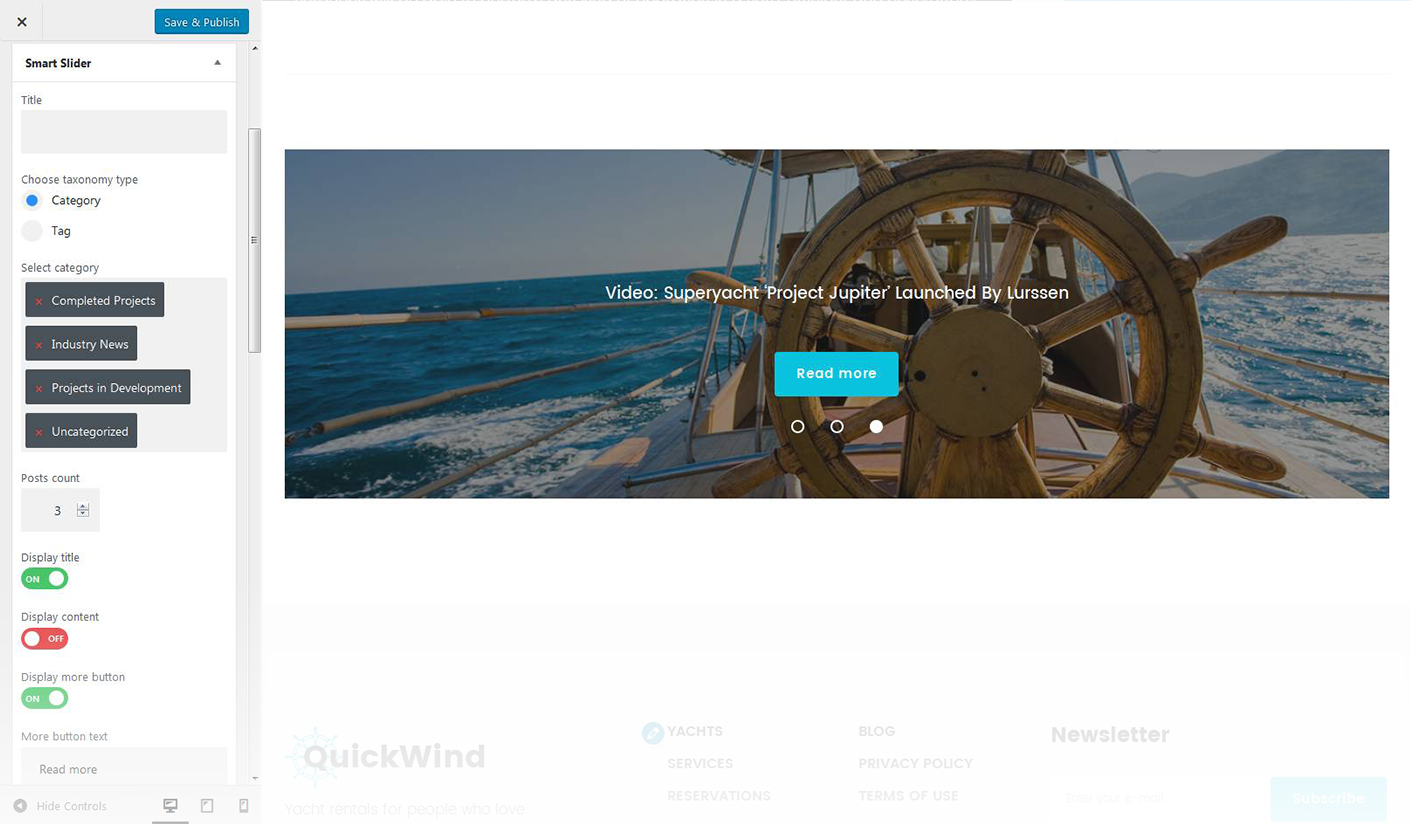 Save & Publish
Smart Slider
Title
Choose taxonomy type
Category
Tag
Select category
× Completed Projects
× Industry News
× Projects in Development
× Uncategorized
Posts count
3
Display title
ON
Display content
OFF
Display more button
ON
More button text
Read more
Hide Controls
Video: Superyacht ‘Project Jupiter’ Launched By Lurssen
Read more
QuickWind
Yacht rentals for people who love
YACHTS
SERVICES
RESERVATIONS
BLOG
PRIVACY POLICY
TERMS OF USE
Newsletter
Enter your e-mail
Subscribe